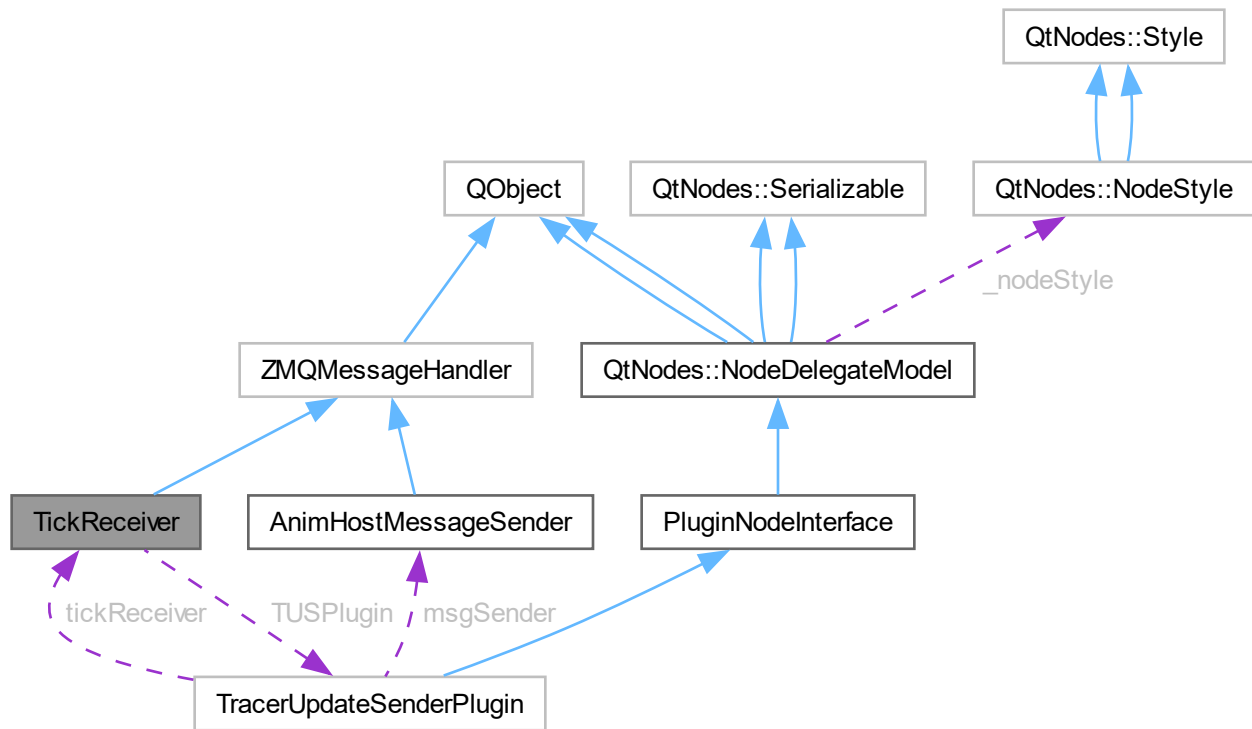 QtNodes::Style
QObject
QtNodes::Serializable
QtNodes::NodeStyle
_nodeStyle
ZMQMessageHandler
QtNodes::NodeDelegateModel
TickReceiver
AnimHostMessageSender
PluginNodeInterface
tickReceiver
TUSPlugin
msgSender
TracerUpdateSenderPlugin